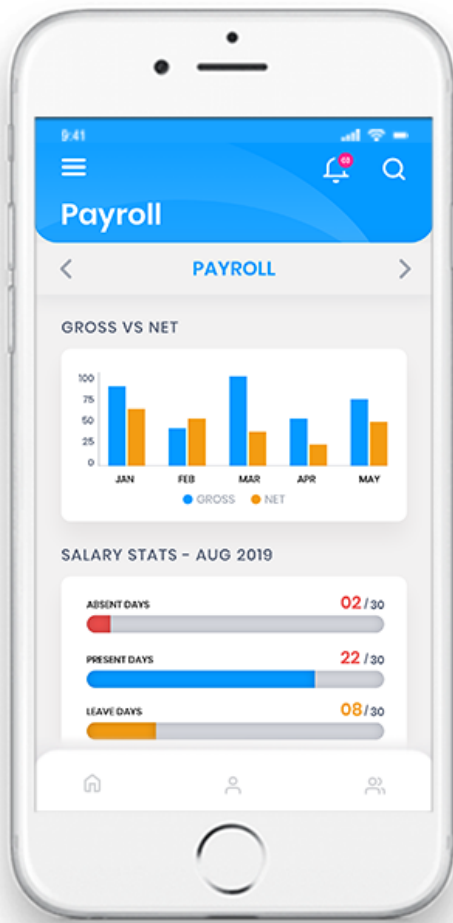 9:41
03
Payroll
PAYROLL
GROSS VS NET
100
75
50
25
0
JAN FEB MAR APR MAY
GROSS NET
SALARY STATS - AUG 2019
ABSENT DAYS 02/30
PRESENT DAYS 22/30
LEAVE DAYS 08/30